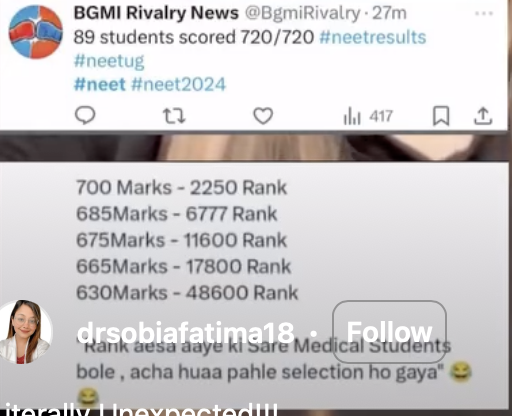 BGMI Rivalry News @BgmiRivalry · 27m
89 students scored 720/720 #neetresults
#neetug
#neet #neet2024
417
700 Marks - 2250 Rank
685Marks - 6777 Rank
675Marks - 11600 Rank
665Marks - 17800 Rank
630Marks - 48600 Rank
drsobiafatima18 · Follow
"Rank aesa aaye ki Sare Medical Students
bole , acha huaa pahle selection ho gaya" 😂
😂
Unexpected!!!